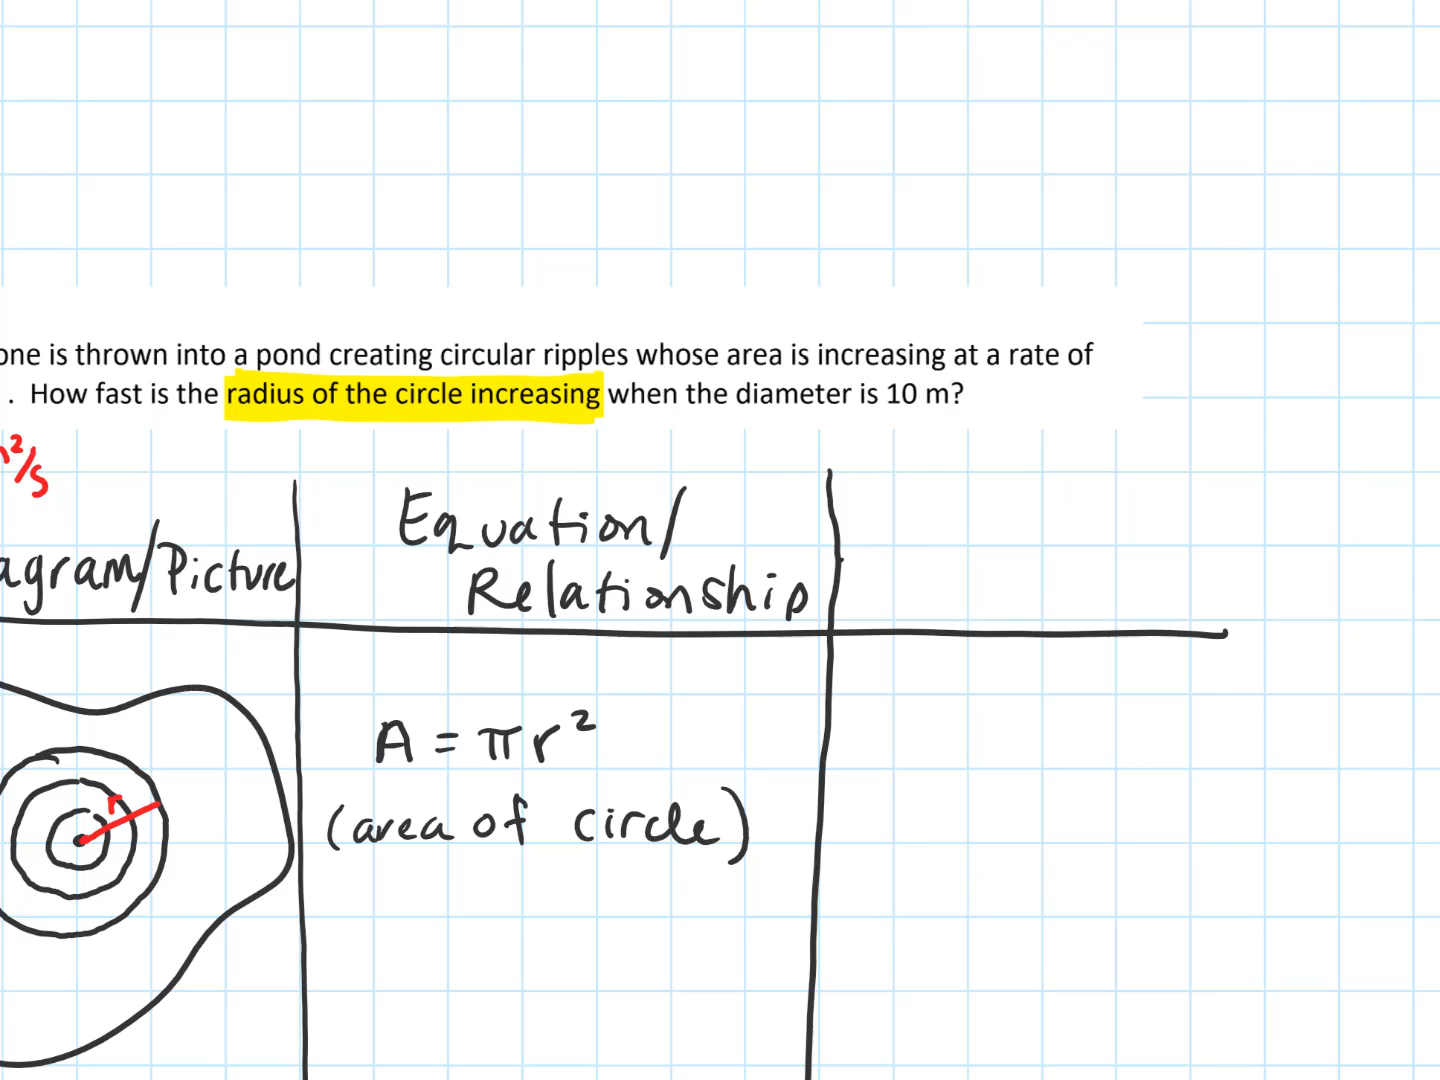 one is thrown into a pond creating circular ripples whose area is increasing at a rate of
. How fast is the radius of the circle increasing when the diameter is 10 m?
²/s
agram/Picture
Equation/
Relationship
A = πr²
(area of circle)
r